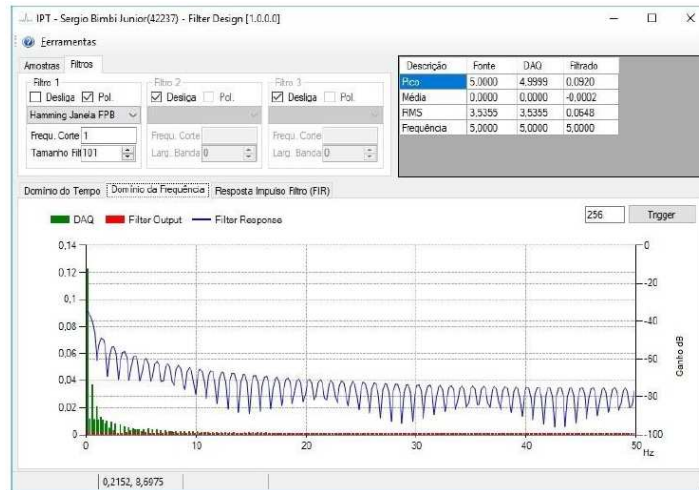 IPT - Sergio Bimbi Junior(42237) - Filter Design [1.0.0.0]
Ferramentas
Amostras Filtros
Filtro 1 Filtro 2 Filtro 3
Desliga Pol. Desliga Pol. Desliga Pol.
Hamming Janela FPB
Frequ. Corte 1 Frequ. Corte Frequ. Corte
Tamanho Filt 101 Larg. Banda 0 Larg. Banda 0
Descrição Fonte DAQ Filtrado
Pico 5,0000 4,9999 0,0920
Média 0,0000 0,0000 -0,0002
RMS 3,5355 3,5355 0,0648
Frequência 5,0000 5,0000 5,0000
Domínio do Tempo Domínio da Frequência Resposta Impulso Filtro (FIR)
DAQ Filter Output Filter Response
256 Trigger
0,14 0
0,12 -20
0,1
0,08 -40
0,06 -60
0,04
0,02 -80
0 -100
0 10 20 30 40 50
Hz
Ganho dB
0,2152, 8,5975